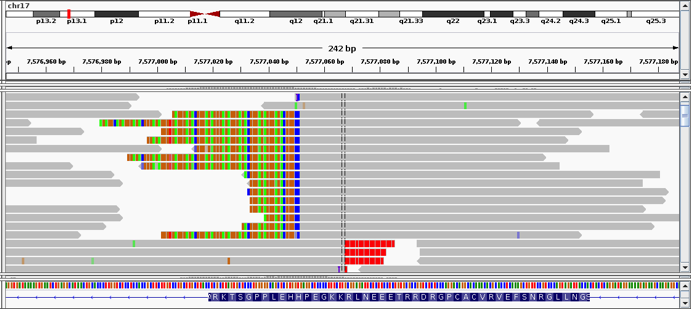 chr17
p13.2 p13.1 p12 p11.2 p11.1 q11.2 q12 q21.1 q21.31 q21.33 q22 q23.2 q24.2 q24.3 q25.1 q25.3
242 bp
7,576,960 bp 7,576,980 bp 7,577,000 bp 7,577,020 bp 7,577,040 bp 7,577,060 bp 7,577,080 bp 7,577,100 bp 7,577,120 bp 7,577,140 bp 7,577,160 bp 7,577,180 bp
RKTSGPPLEHHPEGKKRLNEEETRRDRGPCACVRVEFSNRGLLNG